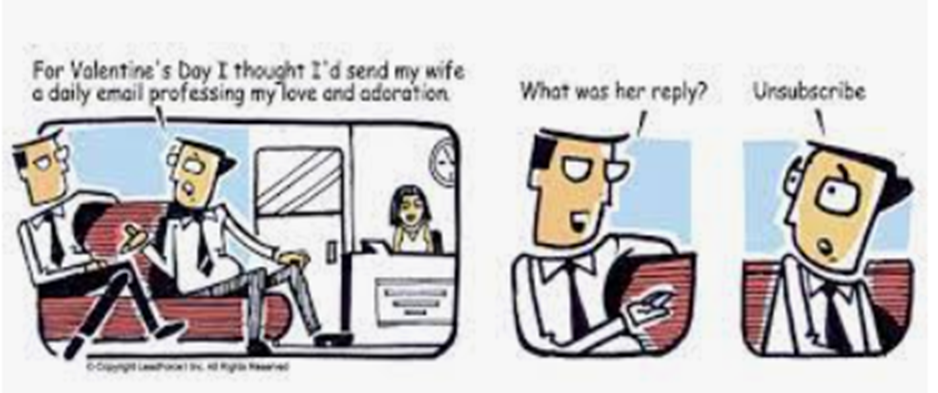 For Valentine's Day I thought I'd send my wife
a daily email professing my love and adoration.
What was her reply?
Unsubscribe
© Copyright LeadForce1 Inc. All Rights Reserved